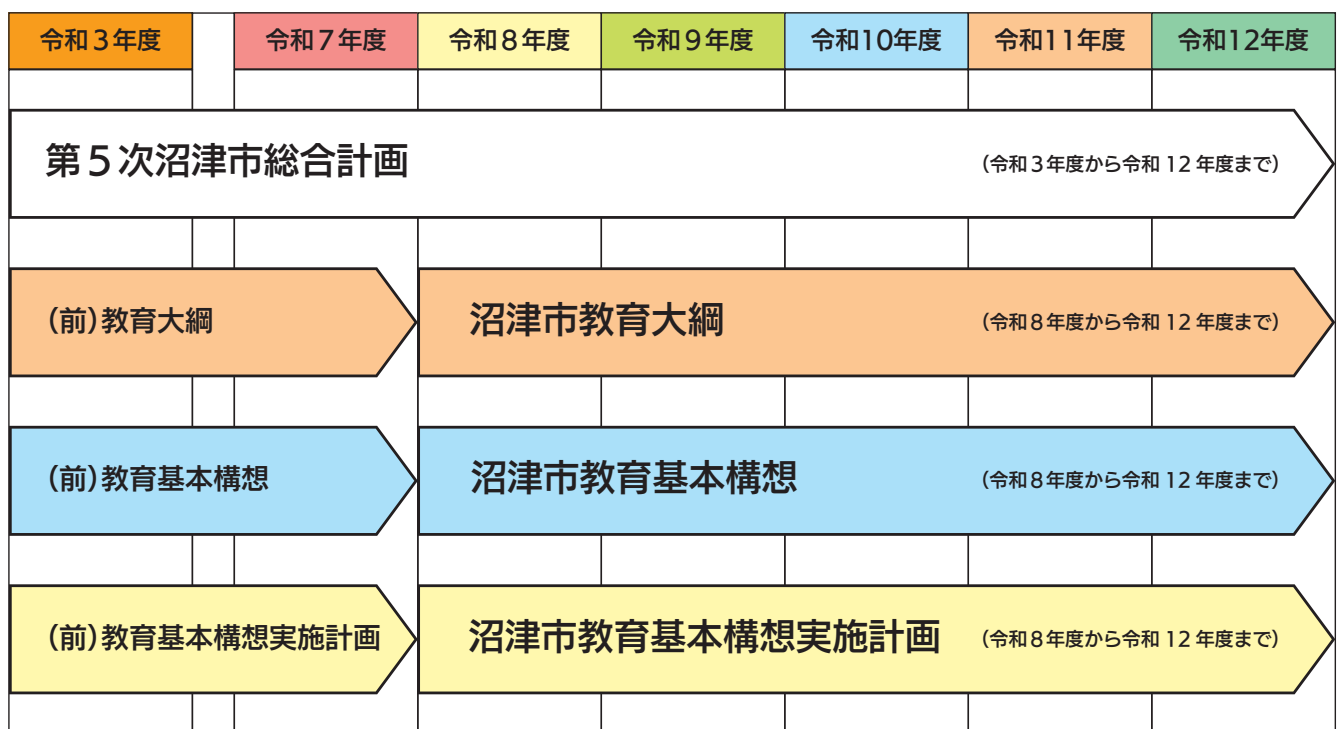 令和3年度 令和7年度 令和8年度 令和9年度 令和10年度 令和11年度 令和12年度
第5次沼津市総合計画 (令和3年度から令和12年度まで)
(前)教育大綱 沼津市教育大綱 (令和8年度から令和12年度まで)
(前)教育基本構想 沼津市教育基本構想 (令和8年度から令和12年度まで)
(前)教育基本構想実施計画 沼津市教育基本構想実施計画 (令和8年度から令和12年度まで)